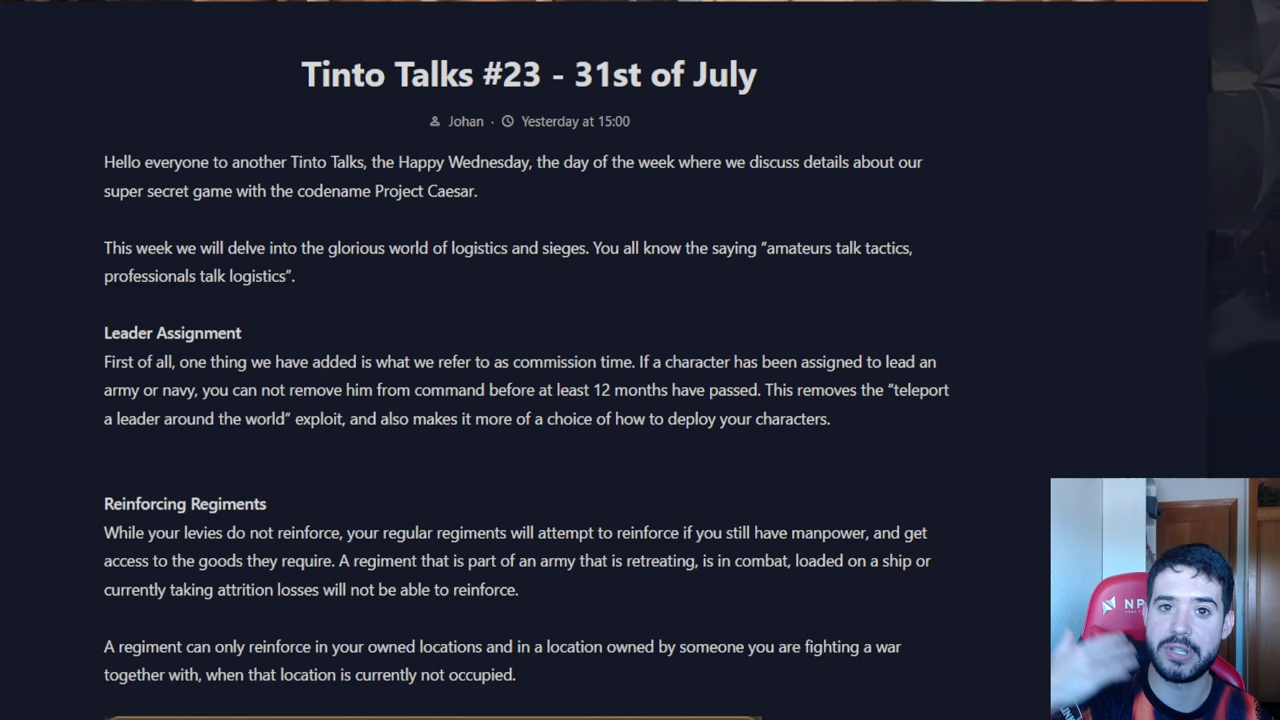 Tinto Talks #23 - 31st of July
Johan · Yesterday at 15:00
Hello everyone to another Tinto Talks, the Happy Wednesday, the day of the week where we discuss details about our
super secret game with the codename Project Caesar.
This week we will delve into the glorious world of logistics and sieges. You all know the saying “amateurs talk tactics,
professionals talk logistics”.
Leader Assignment
First of all, one thing we have added is what we refer to as commission time. If a character has been assigned to lead an
army or navy, you can not remove him from command before at least 12 months have passed. This removes the “teleport
a leader around the world” exploit, and also makes it more of a choice of how to deploy your characters.
Reinforcing Regiments
While your levies do not reinforce, your regular regiments will attempt to reinforce if you still have manpower, and get
access to the goods they require. A regiment that is part of an army that is retreating, is in combat, loaded on a ship or
currently taking attrition losses will not be able to reinforce.
A regiment can only reinforce in your owned locations and in a location owned by someone you are fighting a war
together with, when that location is currently not occupied.